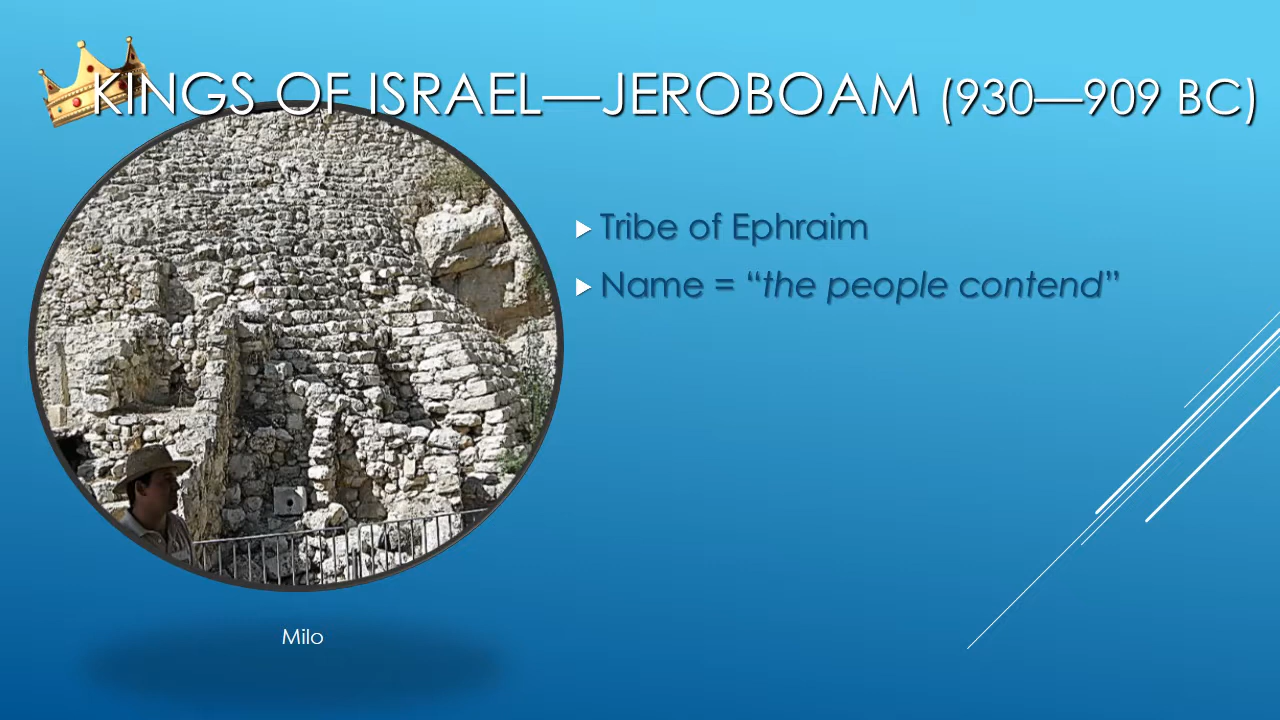 KINGS OF ISRAEL—JEROBOAM (930—909 BC)
Tribe of Ephraim
Name = “the people contend”
Milo